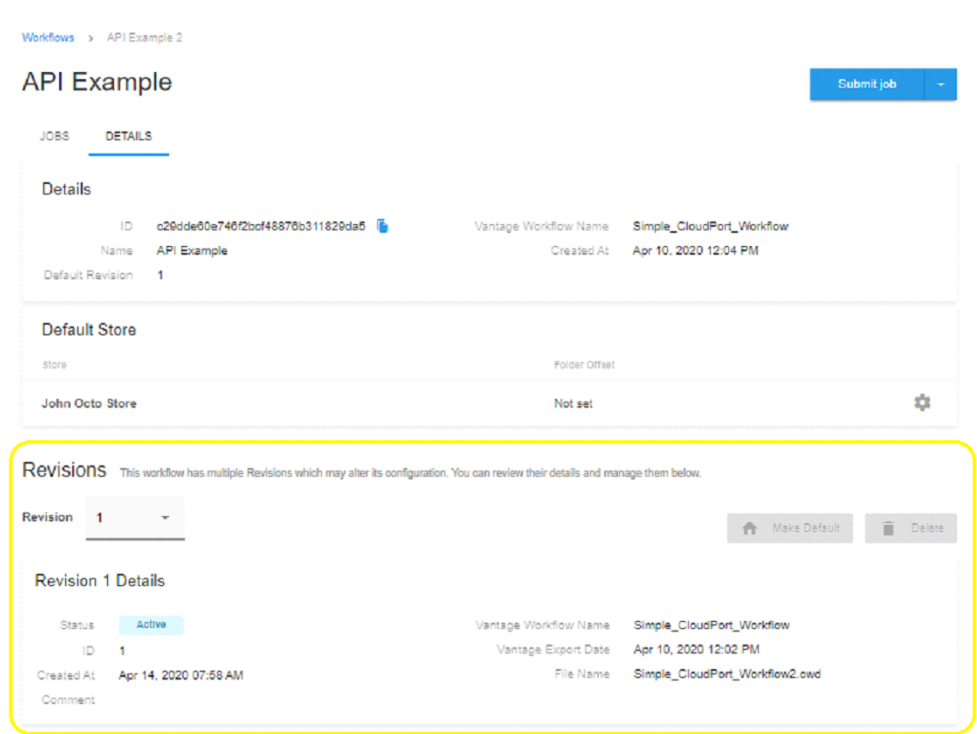 Workflows > API Example 2
API Example
Submit job
JOBS DETAILS
Details
ID c29dde60e746f2bcf48876b311829da5 Vantage Workflow Name Simple_CloudPort_Workflow
Name API Example Created At Apr 10, 2020 12:04 PM
Default Revision 1
Default Store
Store Folder Offset
John Octo Store Not set
Revisions This workflow has multiple Revisions which may alter its configuration. You can review their details and manage them below.
Revision 1
Make Default Delete
Revision 1 Details
Status Active Vantage Workflow Name Simple_CloudPort_Workflow
ID 1 Vantage Export Date Apr 10, 2020 12:02 PM
Created At Apr 14, 2020 07:58 AM File Name Simple_CloudPort_Workflow2.cwd
Comment